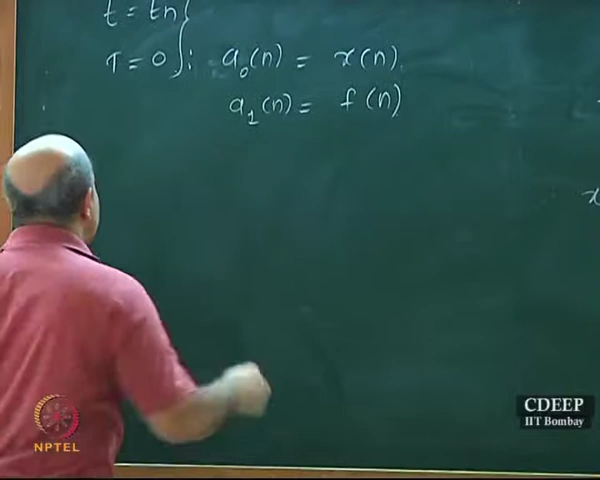 t = tn
τ = 0 } : a₀(n) = x(n)
a₁(n) = f(n)
x
CDEEP
IIT Bombay
NPTEL